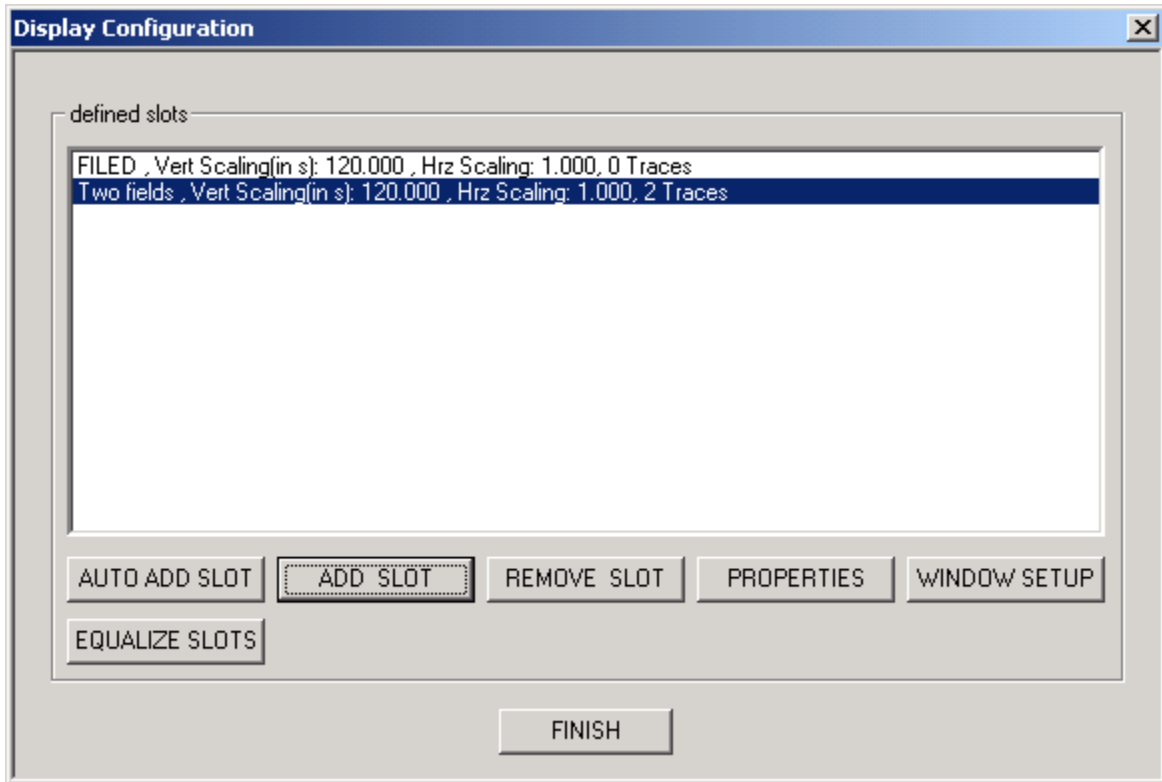 Display Configuration
defined slots
FILED , Vert Scaling(in s): 120.000 , Hrz Scaling: 1.000, 0 Traces
Two fields , Vert Scaling(in s): 120.000 , Hrz Scaling: 1.000, 2 Traces
AUTO ADD SLOT ADD SLOT REMOVE SLOT PROPERTIES WINDOW SETUP
EQUALIZE SLOTS
FINISH